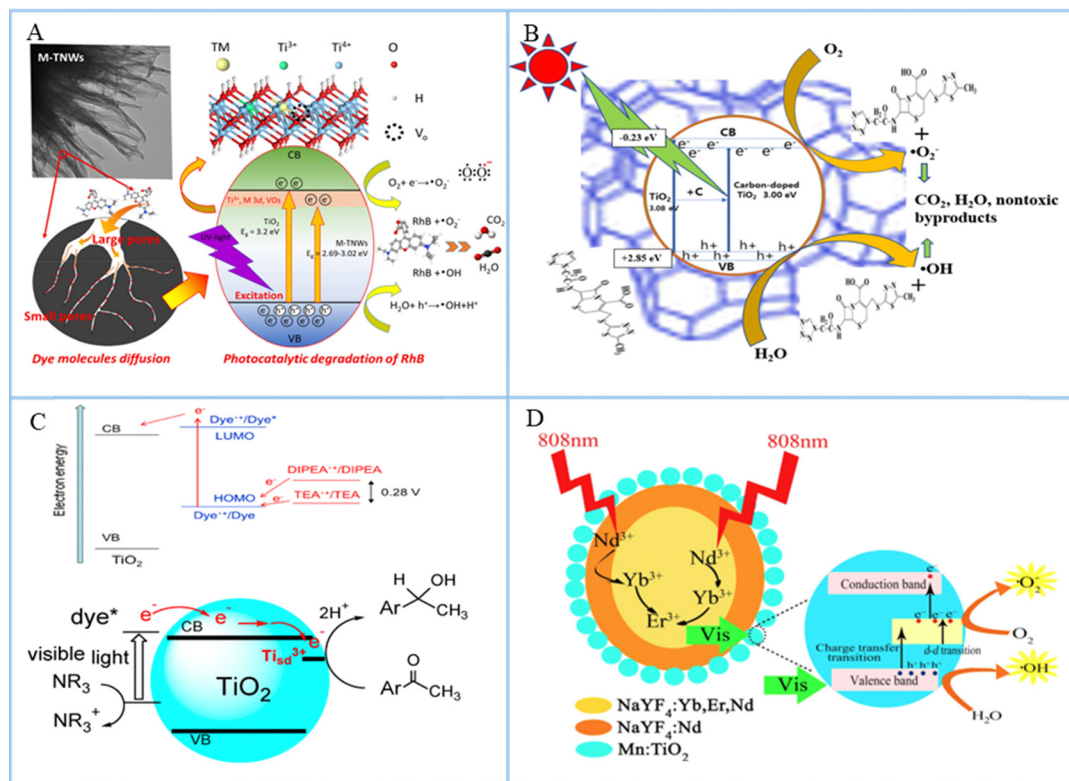 A
M-TNWs
TM
Ti³⁺
Ti⁴⁺
O
H
Vo
CB
e⁻ e⁻
Ti³⁺, M 3d, VOs
TiO₂
Eg = 3.2 eV
M-TNWs
Eg = 2.69-3.02 eV
UV-light
Excitation
e⁻ h⁺ h⁺ h⁺ e⁻
e⁻ e⁻ e⁻ e⁻
VB
O₂+ e⁻→•O₂⁻
RhB +•O₂⁻
CO₂
RhB +•OH
H₂O
H₂O+ h⁺→•OH+H⁺
Large pores
Small pores
Dye molecules diffusion
Photocatalytic degradation of RhB
B
O₂
-0.23 eV
CB
e⁻ e⁻ e⁻ e⁻
e⁻ e⁻ e⁻
TiO₂
3.08 eV
+C
Carbon-doped
TiO₂ 3.00 eV
h+ h+ h+
h+ h+ h+
+2.85 eV
VB
H₂O
+
•O₂⁻
CO₂, H₂O, nontoxic
byproducts
•OH
+
C
Electron energy
CB
e⁻
Dye•⁺/Dye*
LUMO
DIPEA•⁺/DIPEA
e⁻
HOMO
e⁻
TEA•⁺/TEA
0.28 V
Dye•⁺/Dye
VB
TiO₂
dye*
e⁻
e⁻
CB
e⁻
Ti_sd³⁺
2H⁺
H OH
Ar CH₃
visible
light
TiO₂
O
Ar CH₃
NR₃
NR₃⁺
VB
D
808nm
808nm
Nd³⁺
Nd³⁺
Yb³⁺
Yb³⁺
Er³⁺
Vis
Vis
e⁻
Conduction band
e⁻ e⁻ e⁻
Charge transfer
transition
d-d transition
h⁺ h⁺ h⁺
Valence band
·O₂⁻
O₂
·OH
H₂O
NaYF₄:Yb,Er,Nd
NaYF₄:Nd
Mn:TiO₂